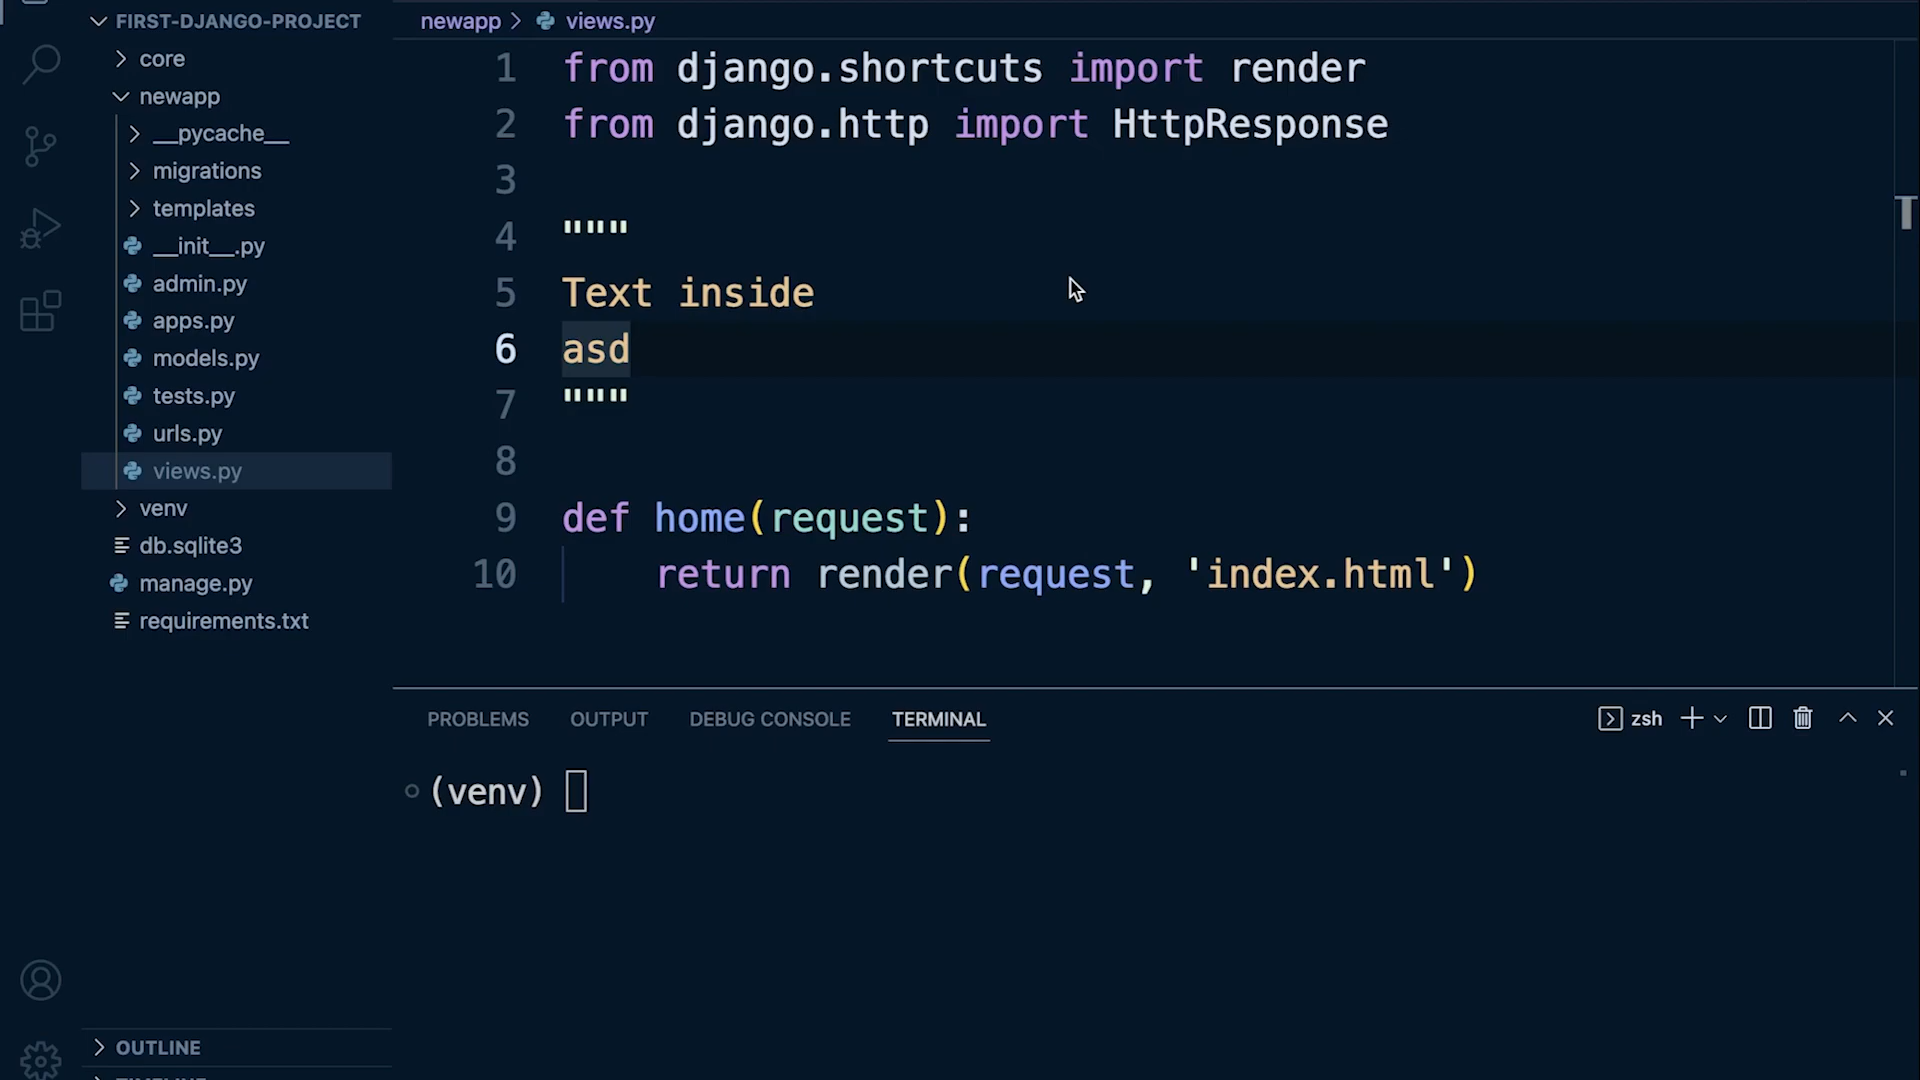 FIRST-DJANGO-PROJECT
core
newapp
__pycache__
migrations
templates
__init__.py
admin.py
apps.py
models.py
tests.py
urls.py
views.py
venv
db.sqlite3
manage.py
requirements.txt
OUTLINE
newapp > views.py
1 from django.shortcuts import render
2 from django.http import HttpResponse
3
4 """
5 Text inside
6 asd
7 """
8
9 def home(request):
10 return render(request, 'index.html')
PROBLEMS OUTPUT DEBUG CONSOLE TERMINAL zsh
(venv)